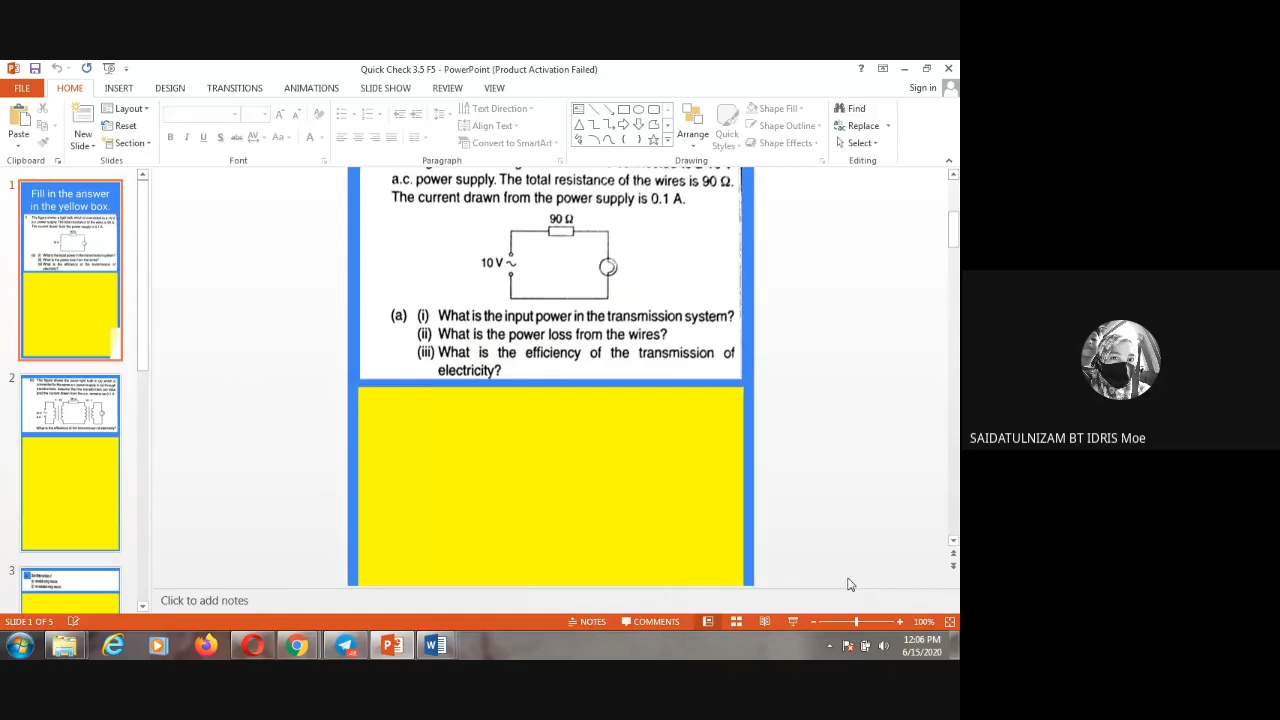 Quick Check 3.5 F5 - PowerPoint (Product Activation Failed)
FILE HOME INSERT DESIGN TRANSITIONS ANIMATIONS SLIDE SHOW REVIEW VIEW Sign in
Paste New Slide Layout Reset Section
Text Direction Align Text Convert to SmartArt
Arrange Quick Styles Shape Fill Shape Outline Shape Effects
Find Replace Select
Clipboard Slides Font Paragraph Drawing Editing
1
Fill in the answer
in the yellow box.
2
3
a.c. power supply. The total resistance of the wires is 90 Ω.
The current drawn from the power supply is 0.1 A.
90 Ω
10 V ~
(a) (i) What is the input power in the transmission system?
(ii) What is the power loss from the wires?
(iii) What is the efficiency of the transmission of
electricity?
Click to add notes
SLIDE 1 OF 5 NOTES COMMENTS 100%
12:06 PM
6/15/2020
SAIDATULNIZAM BT IDRIS Moe